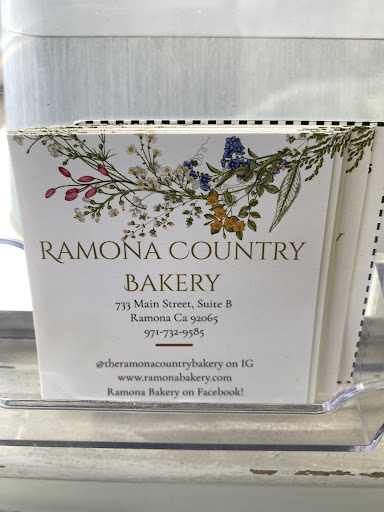 RAMONA COUNTRY
BAKERY
733 Main Street, Suite B
Ramona Ca 92065
971-732-9585
@theramonacountrybakery on IG
www.ramonabakery.com
Ramona Bakery on Facebook!